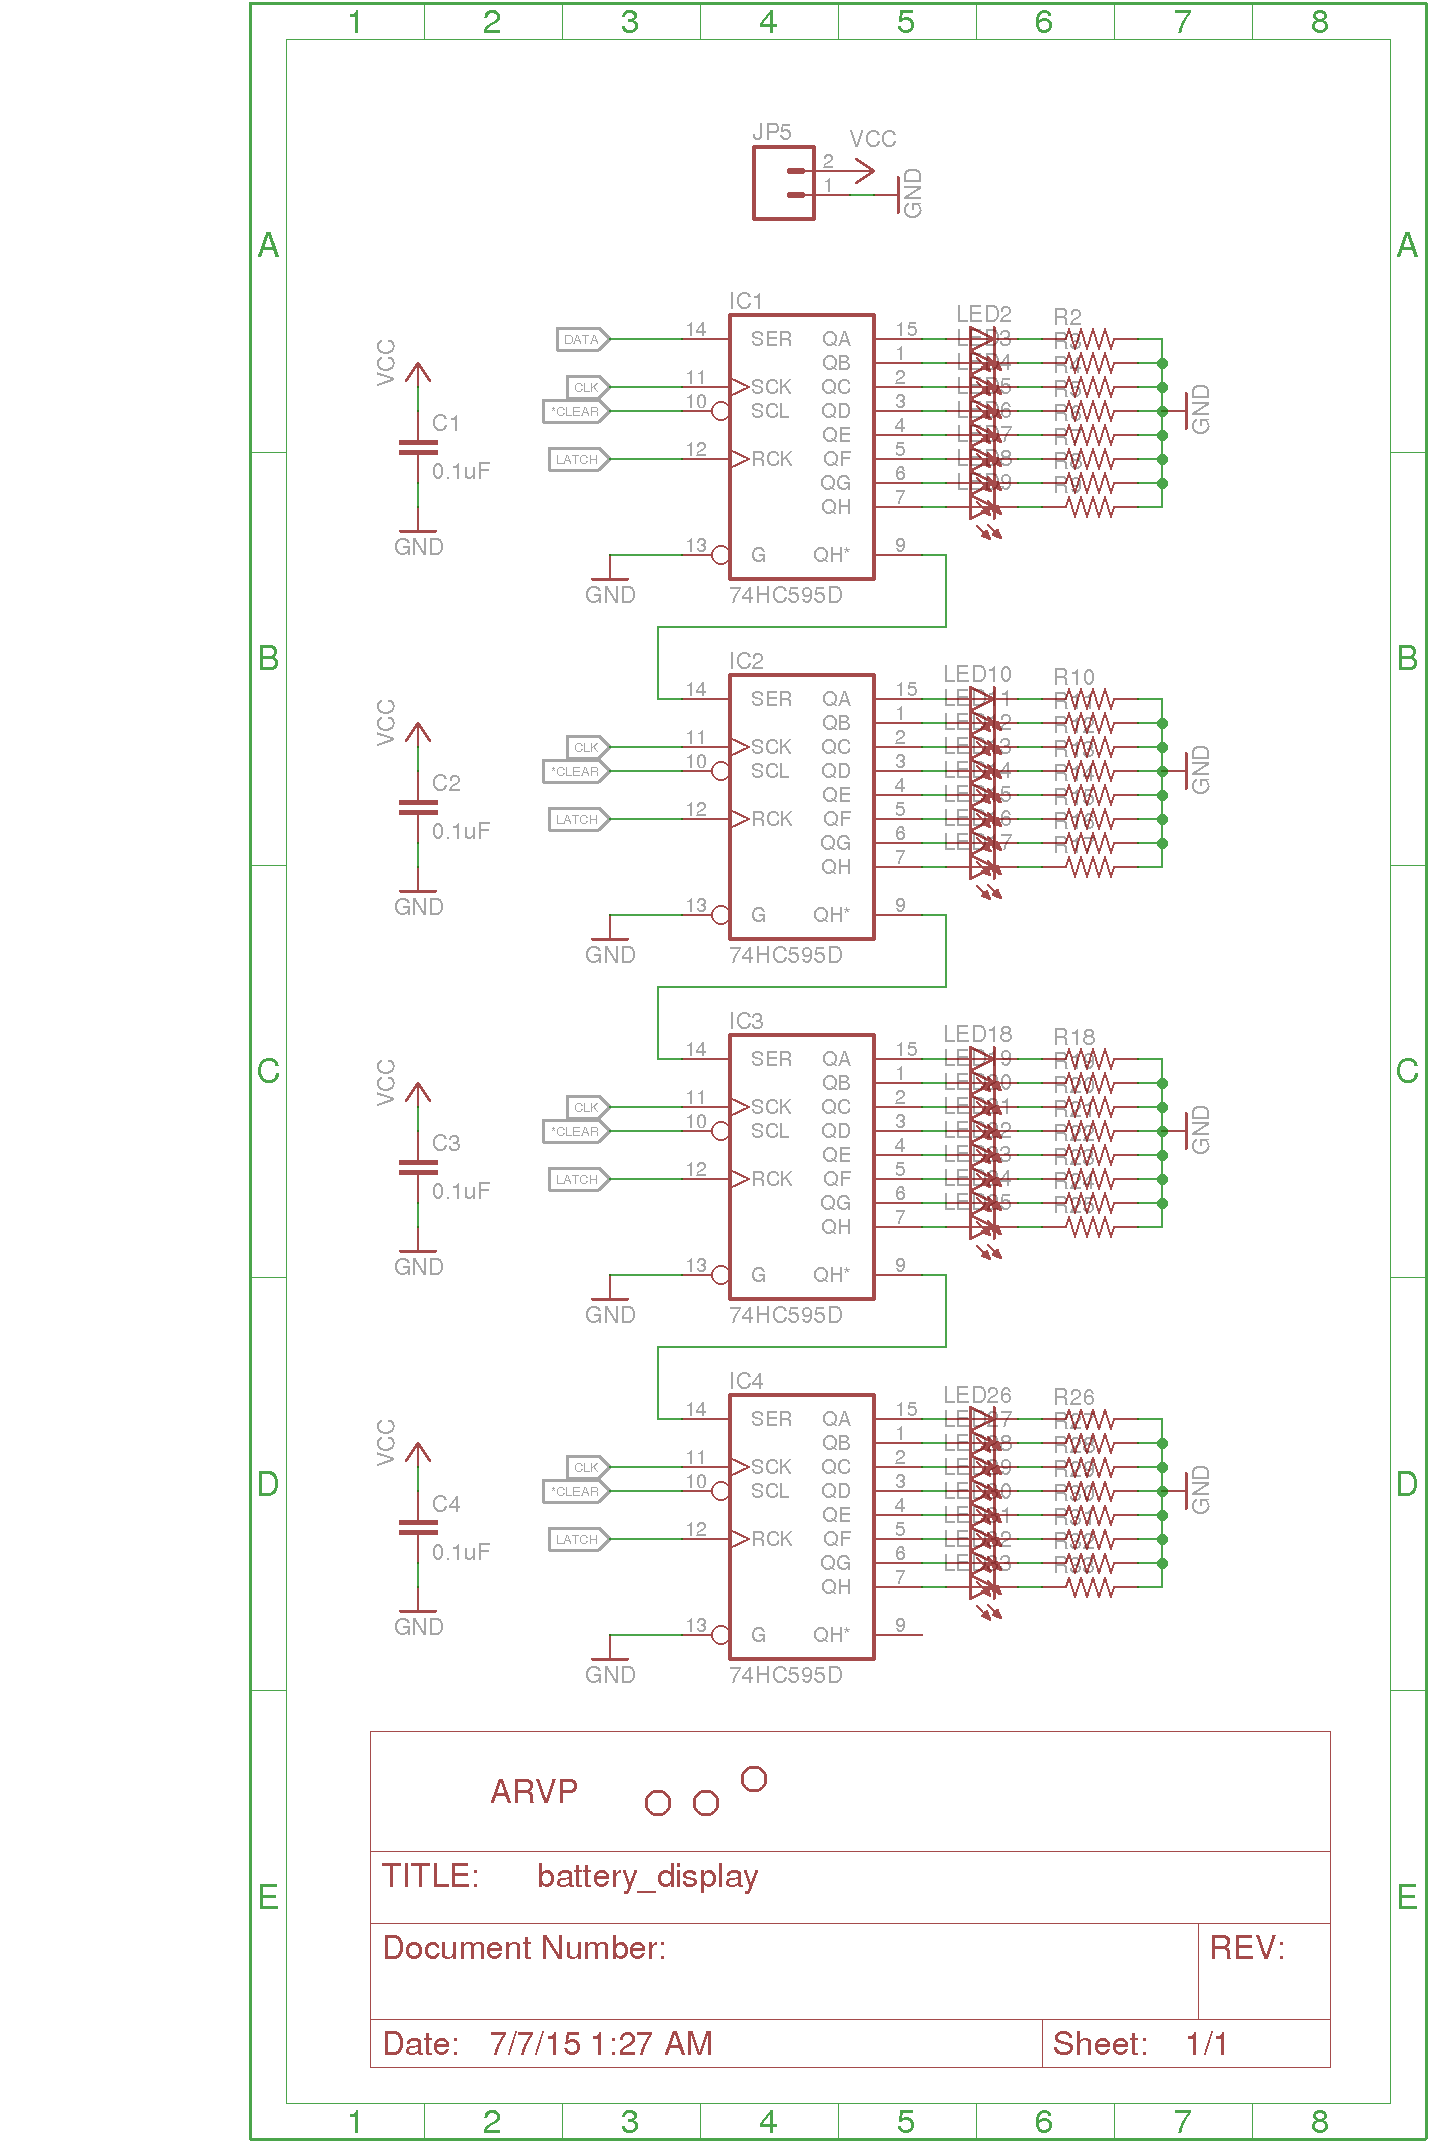 1 2 3 4 5 6 7 8
JP5
VCC
2
1
GND
A A
IC1
DATA 14 SER QA 15
QB 1
CLK 11 SCK QC 2
*CLEAR 10 SCL QD 3
QE 4
LATCH 12 RCK QF 5
QG 6
QH 7
13 G QH* 9
GND
74HC595D
LED2
R2
GND
VCC
C1
0.1uF
GND
B B
IC2
14 SER QA 15
QB 1
CLK 11 SCK QC 2
*CLEAR 10 SCL QD 3
QE 4
LATCH 12 RCK QF 5
QG 6
QH 7
13 G QH* 9
GND
74HC595D
LED10
R10
GND
VCC
C2
0.1uF
GND
C C
IC3
14 SER QA 15
QB 1
CLK 11 SCK QC 2
*CLEAR 10 SCL QD 3
QE 4
LATCH 12 RCK QF 5
QG 6
QH 7
13 G QH* 9
GND
74HC595D
LED18
R18
GND
VCC
C3
0.1uF
GND
D D
IC4
14 SER QA 15
QB 1
CLK 11 SCK QC 2
*CLEAR 10 SCL QD 3
QE 4
LATCH 12 RCK QF 5
QG 6
QH 7
13 G QH* 9
GND
74HC595D
LED26
R26
GND
VCC
C4
0.1uF
GND
E E
ARVP
TITLE: battery_display
Document Number: REV:
Date: 7/7/15 1:27 AM Sheet: 1/1
1 2 3 4 5 6 7 8